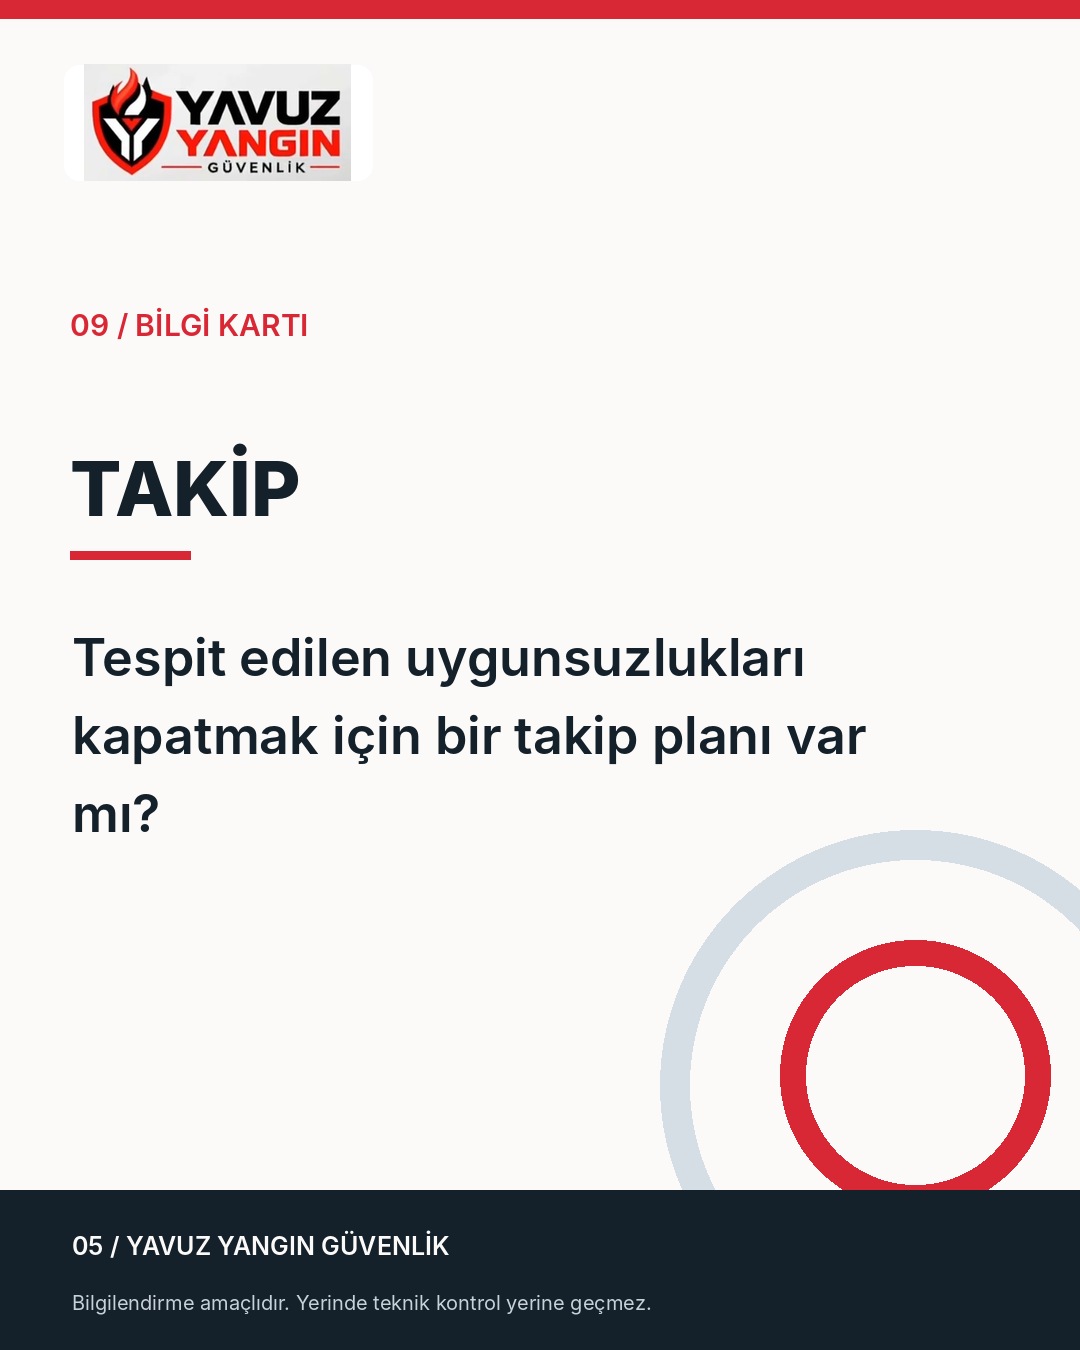 YAVUZ
YANGIN
GÜVENLİK
09 / BİLGİ KARTI
TAKİP
Tespit edilen uygunsuzlukları
kapatmak için bir takip planı var
mı?
05 / YAVUZ YANGIN GÜVENLİK
Bilgilendirme amaçlıdır. Yerinde teknik kontrol yerine geçmez.